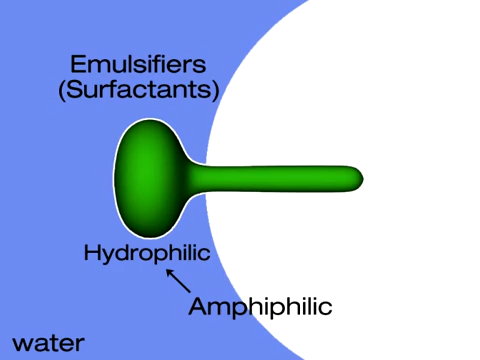 Emulsifiers
(Surfactants)
Hydrophilic
Amphiphilic
water